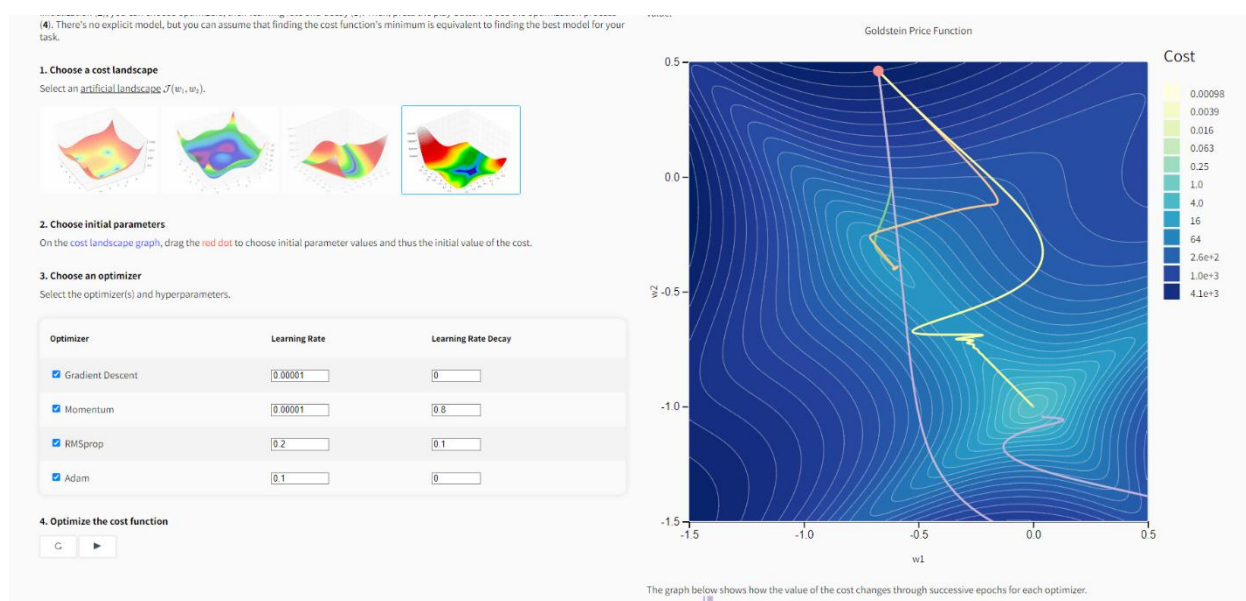 (4). There's no explicit model, but you can assume that finding the cost function's minimum is equivalent to finding the best model for your
task.
1. Choose a cost landscape
Select an artificial landscape 𝒥(w₁, w₂).
2. Choose initial parameters
On the cost landscape graph, drag the red dot to choose initial parameter values and thus the initial value of the cost.
3. Choose an optimizer
Select the optimizer(s) and hyperparameters.
Optimizer Learning Rate Learning Rate Decay
Gradient Descent 0.00001 0
Momentum 0.00001 0.8
RMSprop 0.2 0.1
Adam 0.1 0
4. Optimize the cost function
Goldstein Price Function
0.5
0.0
-0.5
-1.0
-1.5
w2
-1.5 -1.0 -0.5 0.0 0.5
w1
Cost
0.00098
0.0039
0.016
0.063
0.25
1.0
4.0
16
64
2.6e+2
1.0e+3
4.1e+3
The graph below shows how the value of the cost changes through successive epochs for each optimizer.